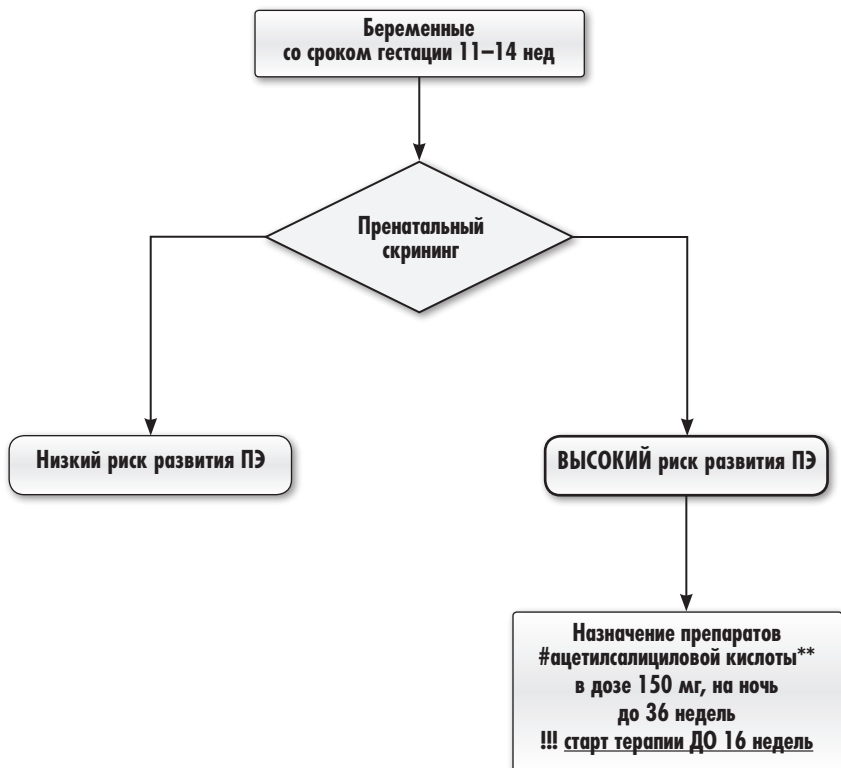 Беременные
со сроком гестации 11–14 нед
Пренатальный
скрининг
Низкий риск развития ПЭ
ВЫСОКИЙ риск развития ПЭ
Назначение препаратов
#ацетилсалициловой кислоты**
в дозе 150 мг, на ночь
до 36 недель
!!! старт терапии ДО 16 недель